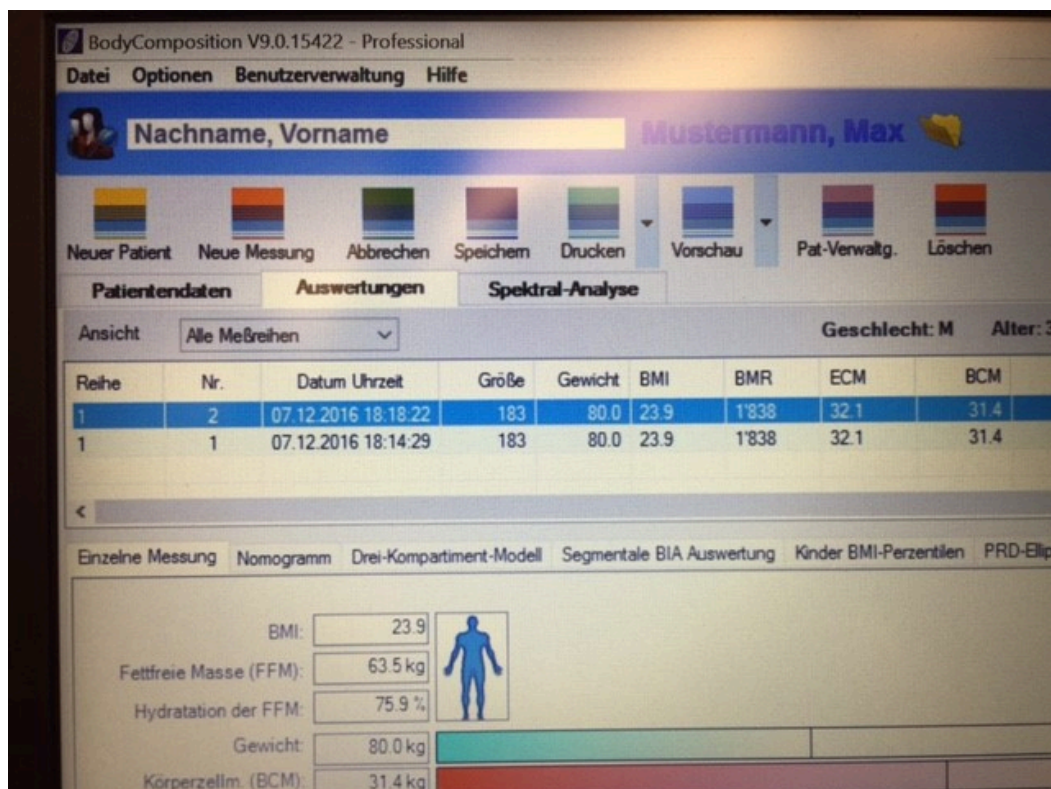 BodyComposition V9.0.15422 - Professional
Datei Optionen Benutzerverwaltung Hilfe
Nachname, Vorname Mustermann, Max
Neuer Patient Neue Messung Abbrechen Speichern Drucken Vorschau Pat-Verwaltg. Löschen
Patientendaten Auswertungen Spektral-Analyse
Ansicht Alle Meßreihen Geschlecht: M Alter: 3
Reihe Nr. Datum Uhrzeit Größe Gewicht BMI BMR ECM BCM
1 2 07.12.2016 18:18:22 183 80.0 23.9 1'838 32.1 31.4
1 1 07.12.2016 18:14:29 183 80.0 23.9 1'838 32.1 31.4
Einzelne Messung Nomogramm Drei-Kompartiment-Modell Segmentale BIA Auswertung Kinder BMI-Perzentilen PRD-Ellip
BMI: 23.9
Fettfreie Masse (FFM): 63.5 kg
Hydratation der FFM: 75.9 %
Gewicht: 80.0 kg
Körperzellm. (BCM): 31.4 kg